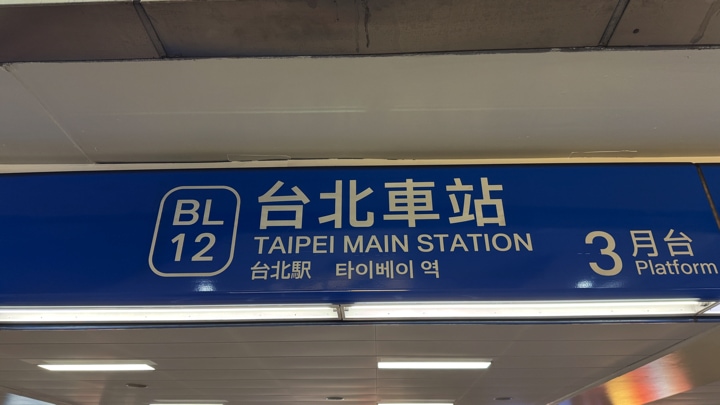 BL
12
台北車站
TAIPEI MAIN STATION
台北駅 타이베이 역
3 月台
Platform